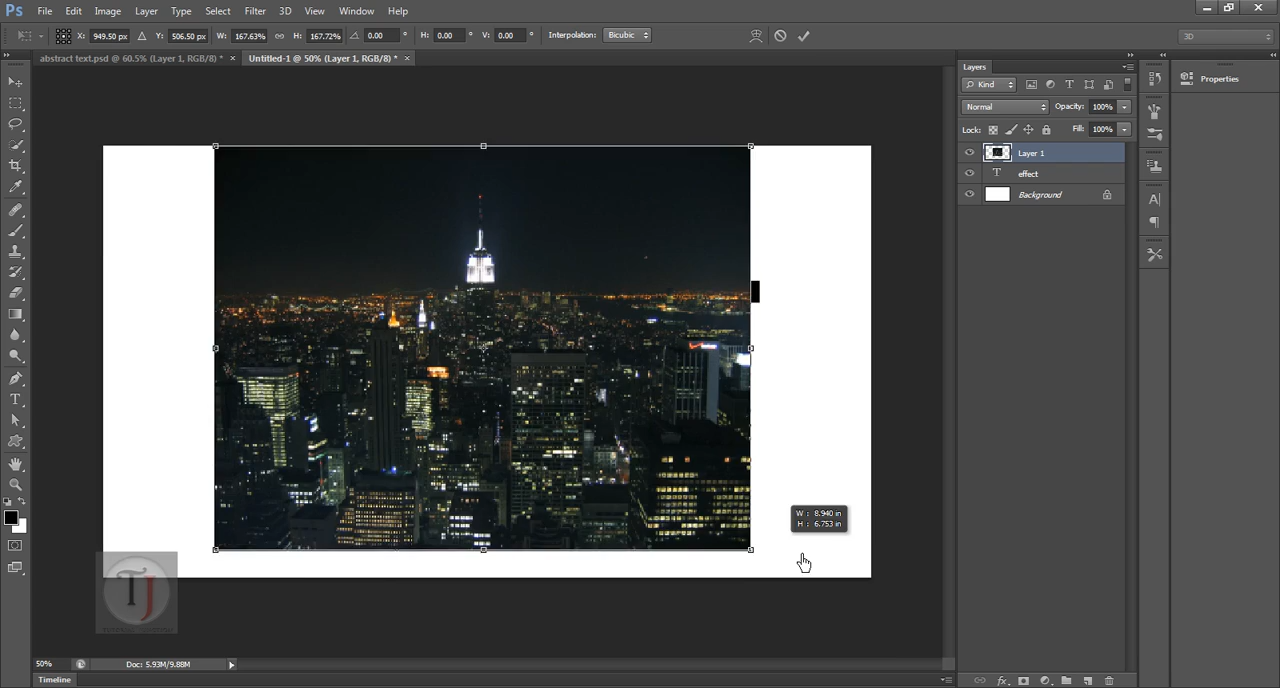 Ps File Edit Image Layer Type Select Filter 3D View Window Help
X: 949.50 px Y: 506.50 px W: 167.63% H: 167.72% 0.00 ° H: 0.00 ° V: 0.00 ° Interpolation: Bicubic 3D
abstract text.psd @ 60.5% (Layer 1, RGB/8) * × Untitled-1 @ 50% (Layer 1, RGB/8) * ×
Layers
Kind
Properties
Normal Opacity: 100%
Lock: Fill: 100%
Layer 1
T effect
Background
W : 8.940 in
H : 6.753 in
TJ
50% Doc: 5.93M/9.88M
Timeline